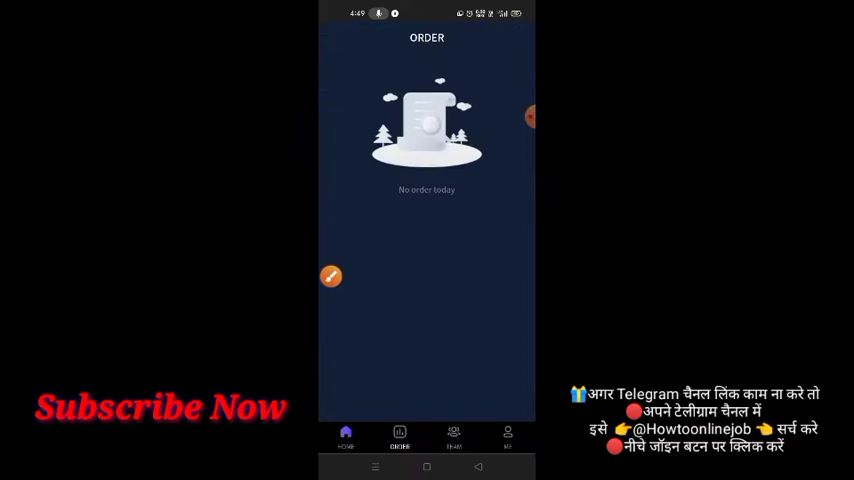 4:49
ORDER
No order today
HOME
ORDER
TEAM
ME
Subscribe Now
🎁अगर Telegram चैनल लिंक काम ना करे तो
🔴अपने टेलीग्राम चैनल में
इसे 👉@Howtoonlinejob 👈 सर्च करे
🔴नीचे जॉइन बटन पर क्लिक करें